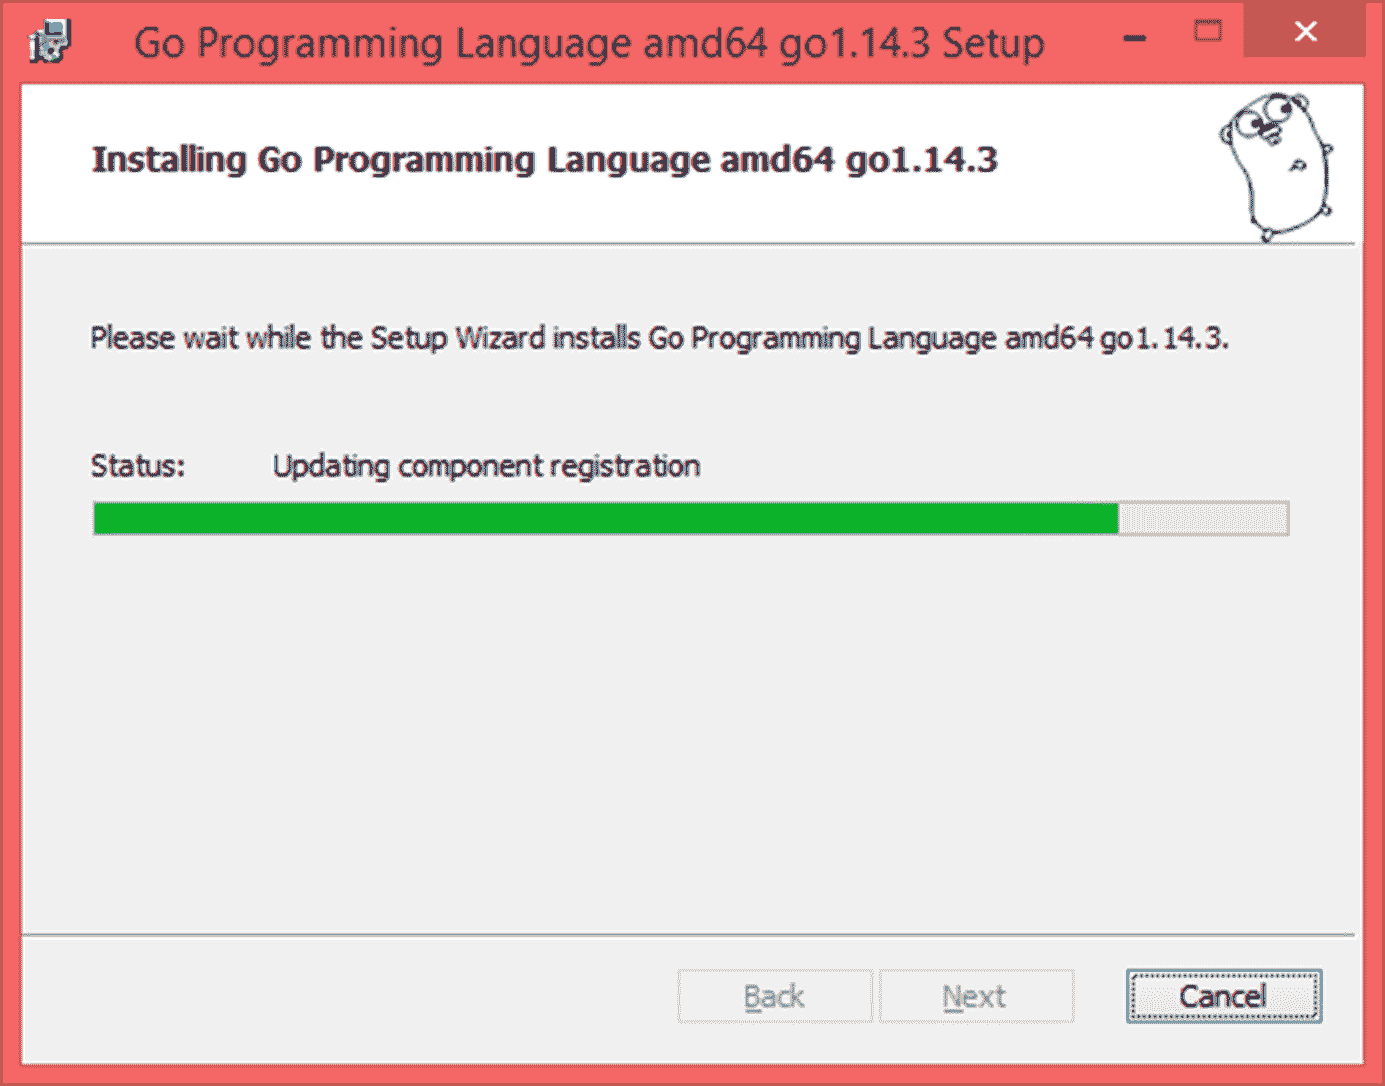 Go Programming Language amd64 go1.14.3 Setup
Installing Go Programming Language amd64 go1.14.3
Please wait while the Setup Wizard installs Go Programming Language amd64 go1.14.3.
Status: Updating component registration
Back Next Cancel